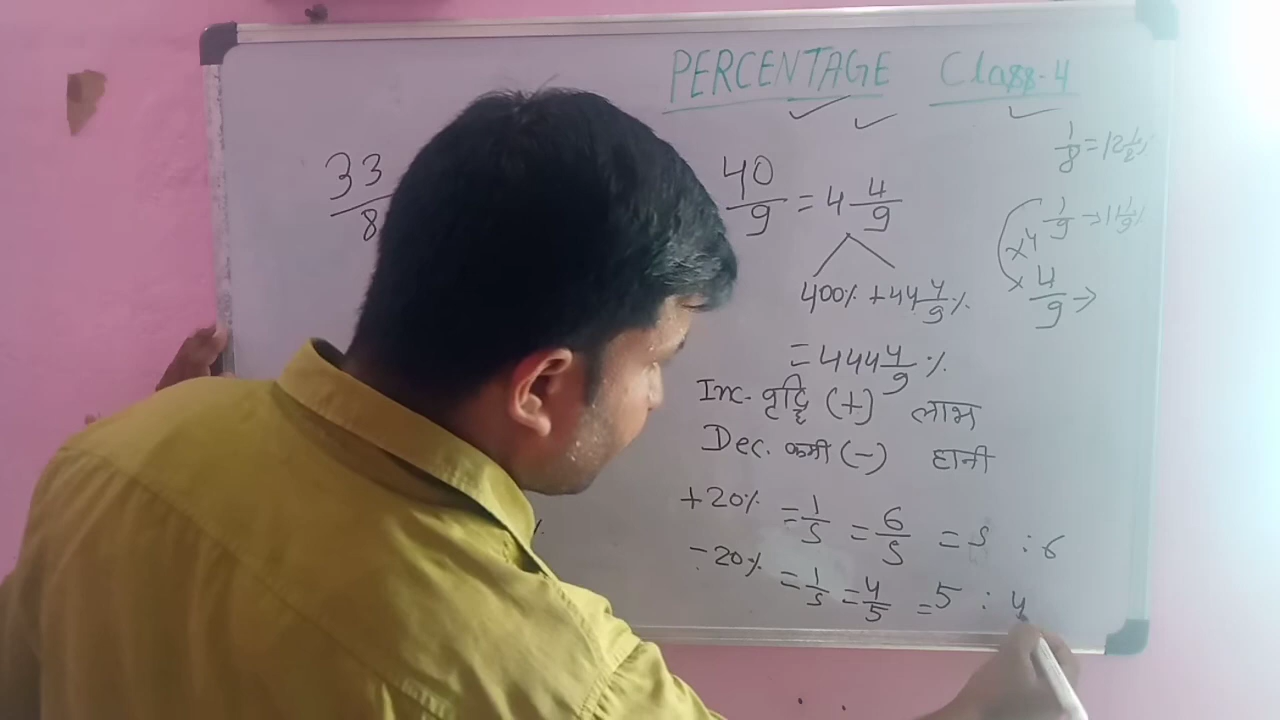 PERCENTAGE Class-4
33/8
40/9 = 4 4/9
400% + 44 4/9 %
= 444 4/9 %
1/8 = 12 1/2 %
1/9 → 11 1/9 %
×4
× 4/9 →
Inc. वृद्धि (+) लाभ
Dec. कमी (-) हानी
+20% = 1/5 = 6/5 = 5 : 6
-20% = 1/5 = 4/5 = 5 : 4